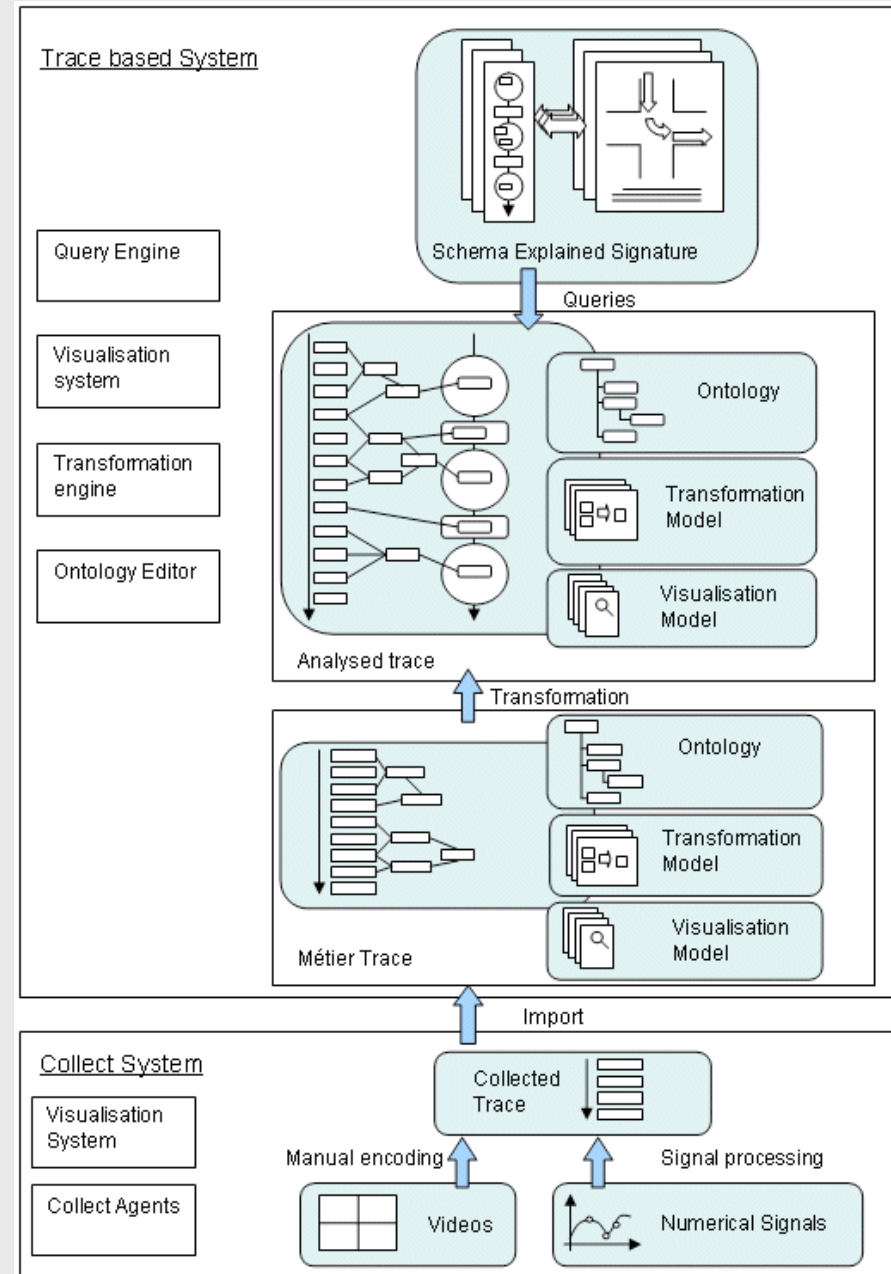 Trace based System
Schema Explained Signature
Query Engine
Queries
Visualisation
system
Ontology
Transformation
engine
Transformation
Model
Ontology Editor
Visualisation
Model
Analysed trace
Transformation
Ontology
Transformation
Model
Visualisation
Model
Métier Trace
Import
Collect System
Collected
Trace
Visualisation
System
Manual encoding
Signal processing
Collect Agents
Videos
Numerical Signals